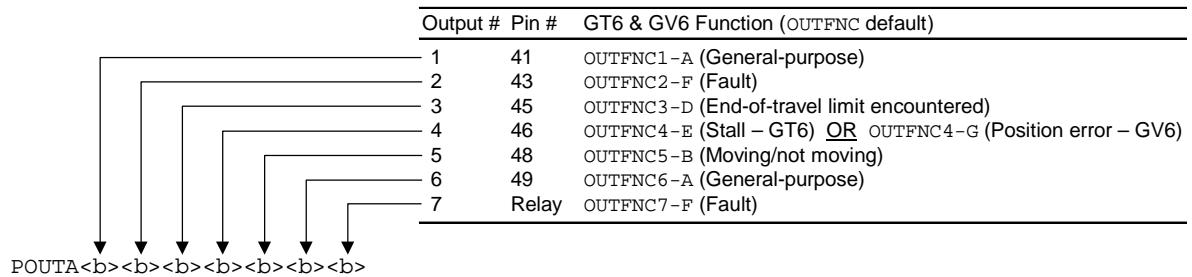 Output # Pin # GT6 & GV6 Function (OUTFNC default)
1 41 OUTFNC1-A (General-purpose)
2 43 OUTFNC2-F (Fault)
3 45 OUTFNC3-D (End-of-travel limit encountered)
4 46 OUTFNC4-E (Stall – GT6) OR OUTFNC4-G (Position error – GV6)
5 48 OUTFNC5-B (Moving/not moving)
6 49 OUTFNC6-A (General-purpose)
7 Relay OUTFNC7-F (Fault)
POUTA<b><b><b><b><b><b><b>